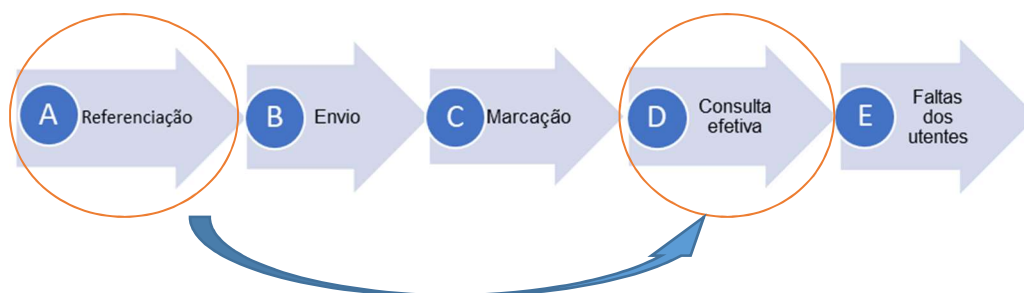 A
Referenciação
B
Envio
C
Marcação
D
Consulta
efetiva
E
Faltas
dos
utentes